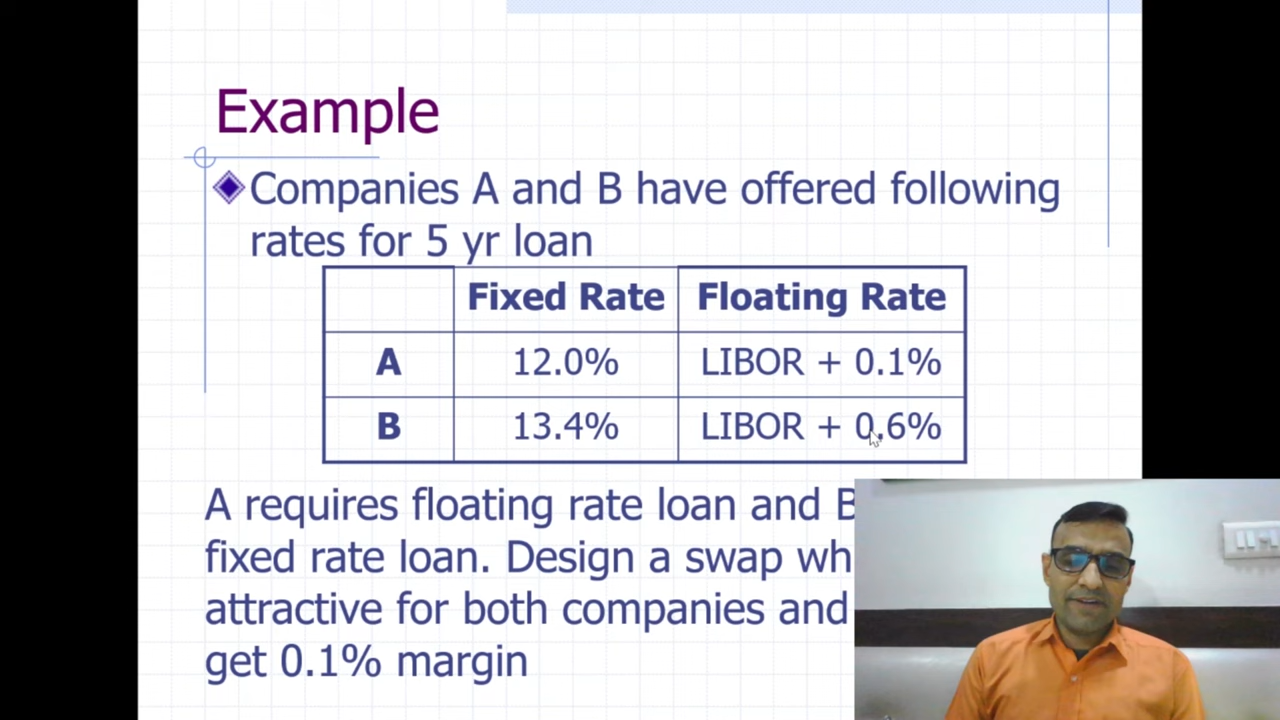 Example
Companies A and B have offered following
rates for 5 yr loan
Fixed Rate Floating Rate
A 12.0% LIBOR + 0.1%
B 13.4% LIBOR + 0.6%
A requires floating rate loan and B
fixed rate loan. Design a swap
attractive for both companies and
get 0.1% margin